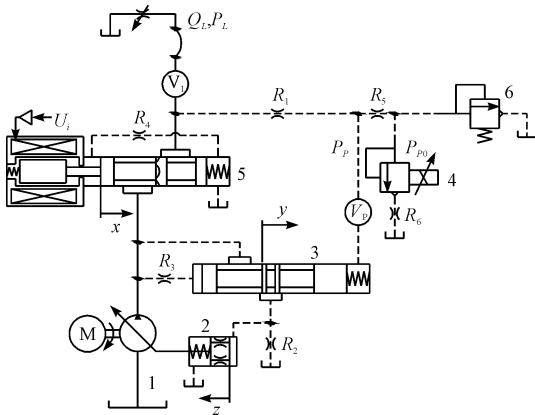 Q_L, P_L
V_1
R_1
R_5
6
R_4
U_i
P_P
P_P0
4
5
R_6
x
y
V_P
3
R_3
M
2
R_2
1
z